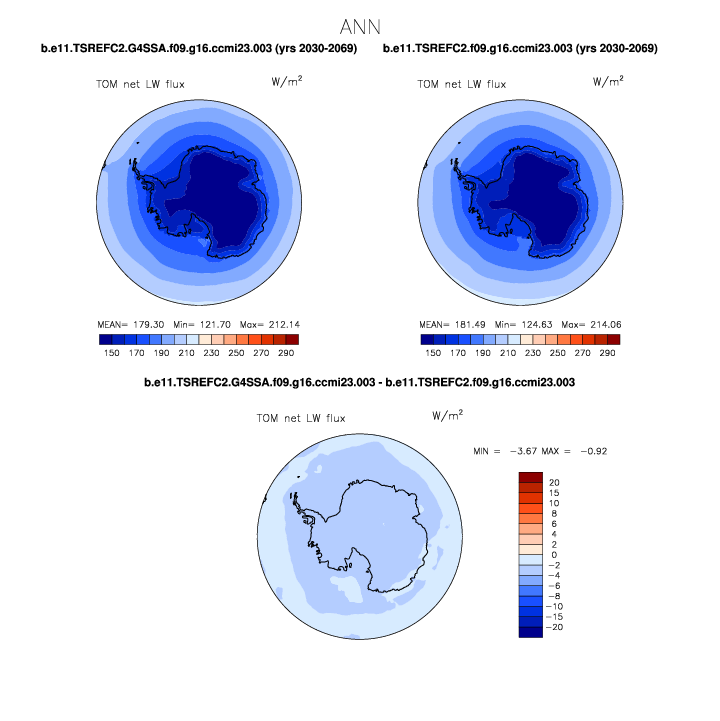 ANN
b.e11.TSREFC2.G4SSA.f09.g16.ccmi23.003 (yrs 2030-2069) b.e11.TSREFC2.f09.g16.ccmi23.003 (yrs 2030-2069)
TOM net LW flux W/m² TOM net LW flux W/m²
MEAN= 179.30 Min= 121.70 Max= 212.14 MEAN= 181.49 Min= 124.63 Max= 214.06
150 170 190 210 230 250 270 290 150 170 190 210 230 250 270 290
b.e11.TSREFC2.G4SSA.f09.g16.ccmi23.003 - b.e11.TSREFC2.f09.g16.ccmi23.003
TOM net LW flux W/m²
MIN = -3.67 MAX = -0.92
20
15
10
8
6
4
2
0
-2
-4
-6
-8
-10
-15
-20